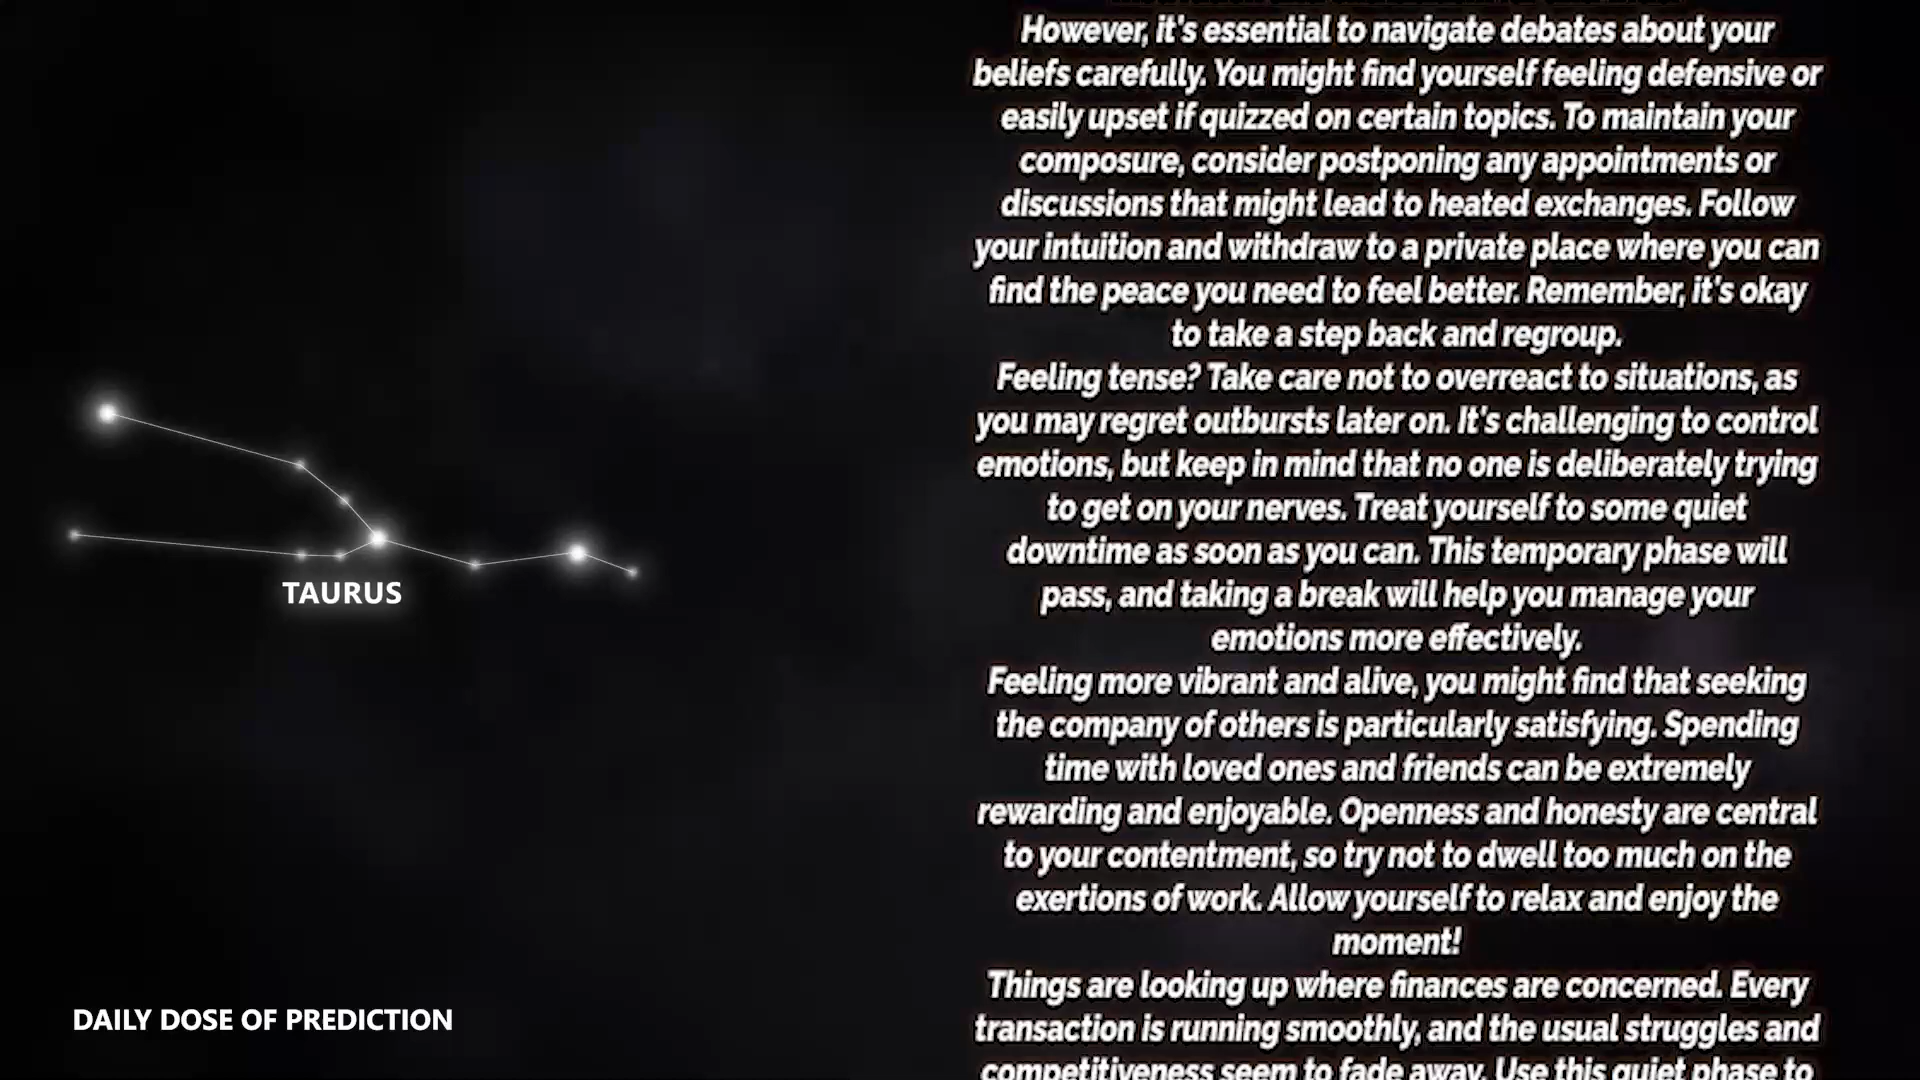 However, it's essential to navigate debates about your
beliefs carefully. You might find yourself feeling defensive or
easily upset if quizzed on certain topics. To maintain your
composure, consider postponing any appointments or
discussions that might lead to heated exchanges. Follow
your intuition and withdraw to a private place where you can
find the peace you need to feel better. Remember, it's okay
to take a step back and regroup.
Feeling tense? Take care not to overreact to situations, as
you may regret outbursts later on. It's challenging to control
emotions, but keep in mind that no one is deliberately trying
to get on your nerves. Treat yourself to some quiet
downtime as soon as you can. This temporary phase will
pass, and taking a break will help you manage your
emotions more effectively.
Feeling more vibrant and alive, you might find that seeking
the company of others is particularly satisfying. Spending
time with loved ones and friends can be extremely
rewarding and enjoyable. Openness and honesty are central
to your contentment, so try not to dwell too much on the
exertions of work. Allow yourself to relax and enjoy the
moment!
Things are looking up where finances are concerned. Every
transaction is running smoothly, and the usual struggles and
competitiveness seem to fade away. Use this quiet phase to
TAURUS
DAILY DOSE OF PREDICTION